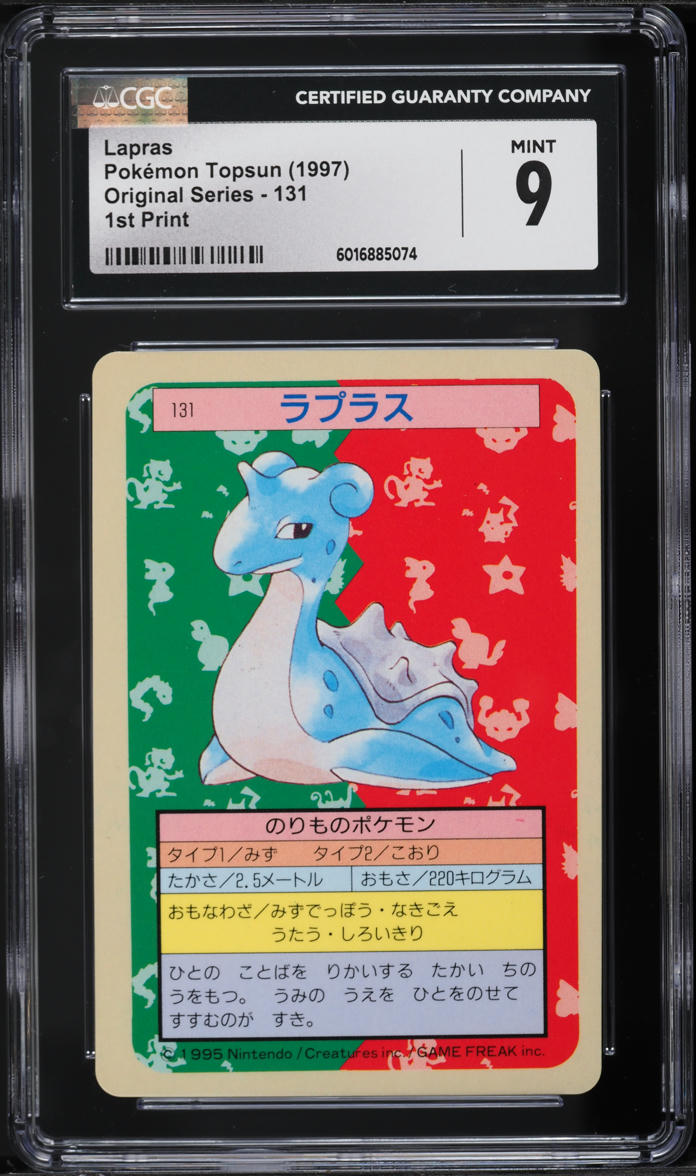 CGC
CERTIFIED GUARANTY COMPANY
Lapras
Pokémon Topsun (1997)
Original Series - 131
1st Print
MINT
9
6016885074
131 ラプラス
のりものポケモン
タイプ1／みず タイプ2／こおり
たかさ／2.5メートル おもさ／220キログラム
おもなわざ／みずでっぽう・なきごえ
うたう・しろいきり
ひとの ことばを りかいする たかい ちの
うをもつ。 うみの うえを ひとをのせて
すすむのが すき。
© 1995 Nintendo / Creatures inc. / GAME FREAK inc.